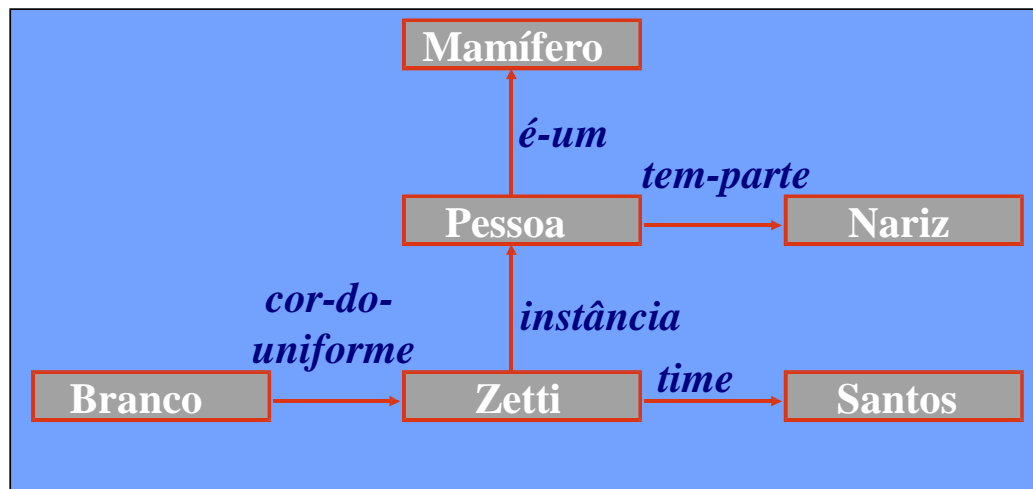 Mamífero
é-um
tem-parte
Pessoa
Nariz
cor-do-
uniforme
instância
time
Branco
Zetti
Santos